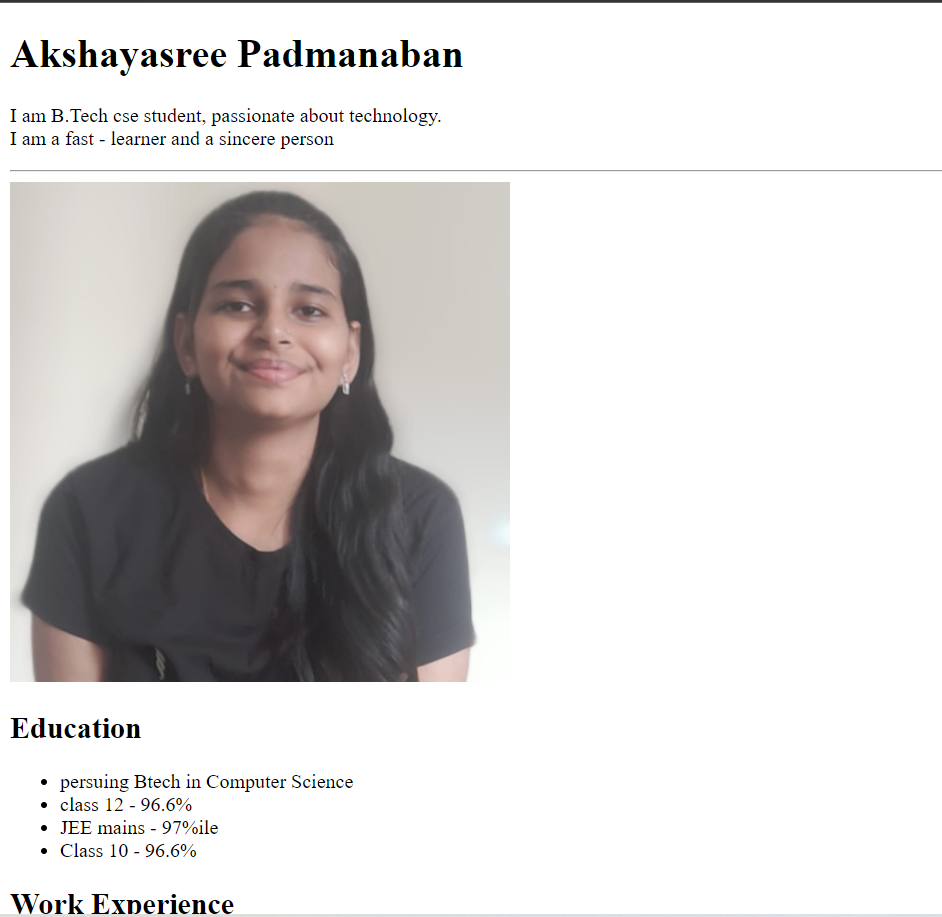 Akshayasree Padmanaban
I am B.Tech cse student, passionate about technology.
I am a fast - learner and a sincere person
Education
persuing Btech in Computer Science
class 12 - 96.6%
JEE mains - 97%ile
Class 10 - 96.6%
Work Experience